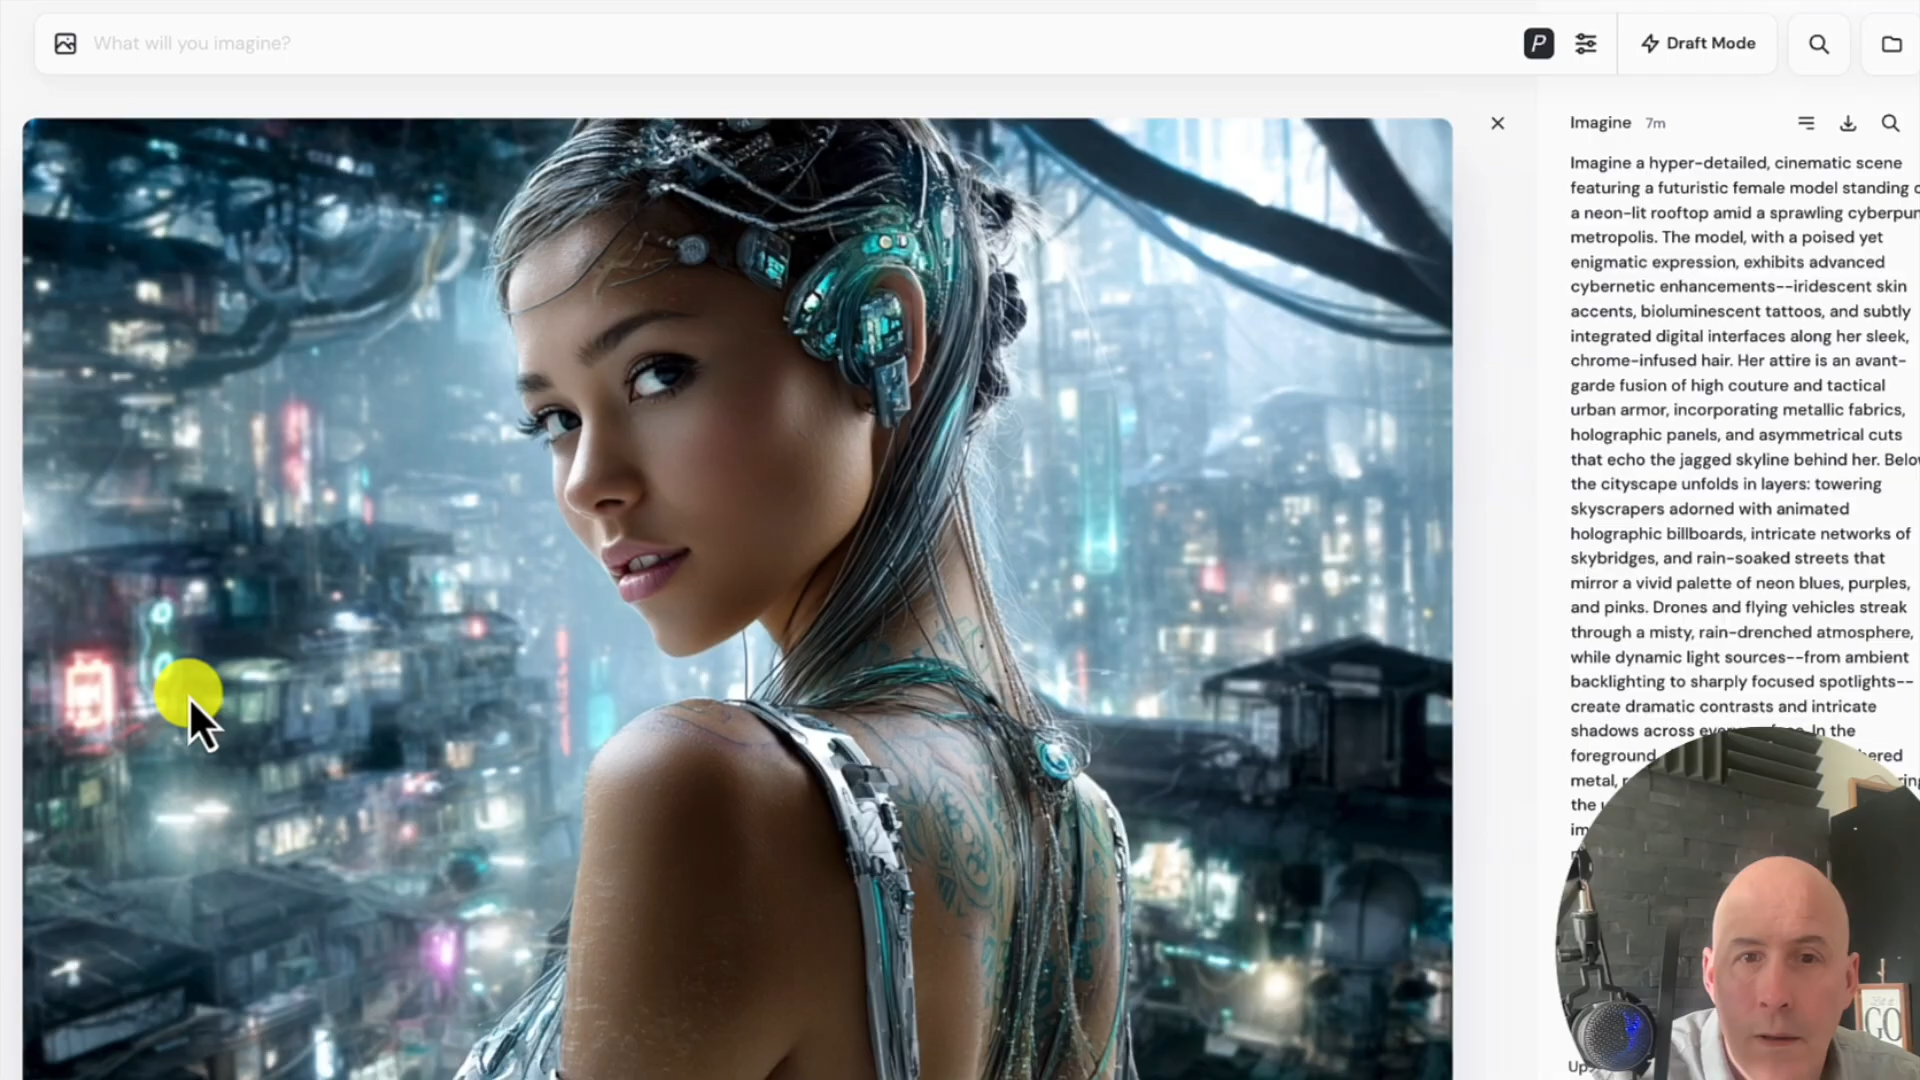 What will you imagine?
P
Draft Mode
Imagine 7m
Imagine a hyper-detailed, cinematic scene
featuring a futuristic female model standing
a neon-lit rooftop amid a sprawling
metropolis. The model, with a poised yet
enigmatic expression, exhibits advanced
cybernetic enhancements--iridescent skin
accents, bioluminescent tattoos, and subtly
integrated digital interfaces along her sleek,
chrome-infused hair. Her attire is an avant-
garde fusion of high couture and tactical
urban armor, incorporating metallic fabrics,
holographic panels, and asymmetrical cuts
that echo the jagged skyline behind her.
the cityscape unfolds in layers: towering
skyscrapers adorned with animated
holographic billboards, intricate networks of
skybridges, and rain-soaked streets that
mirror a vivid palette of neon blues, purples,
and pinks. Drones and flying vehicles streak
through a misty, rain-drenched atmosphere,
while dynamic light sources--from ambient
backlighting to sharply focused spotlights--
create dramatic contrasts and intricate
shadows across In the
foreground,
metal,
the
GO